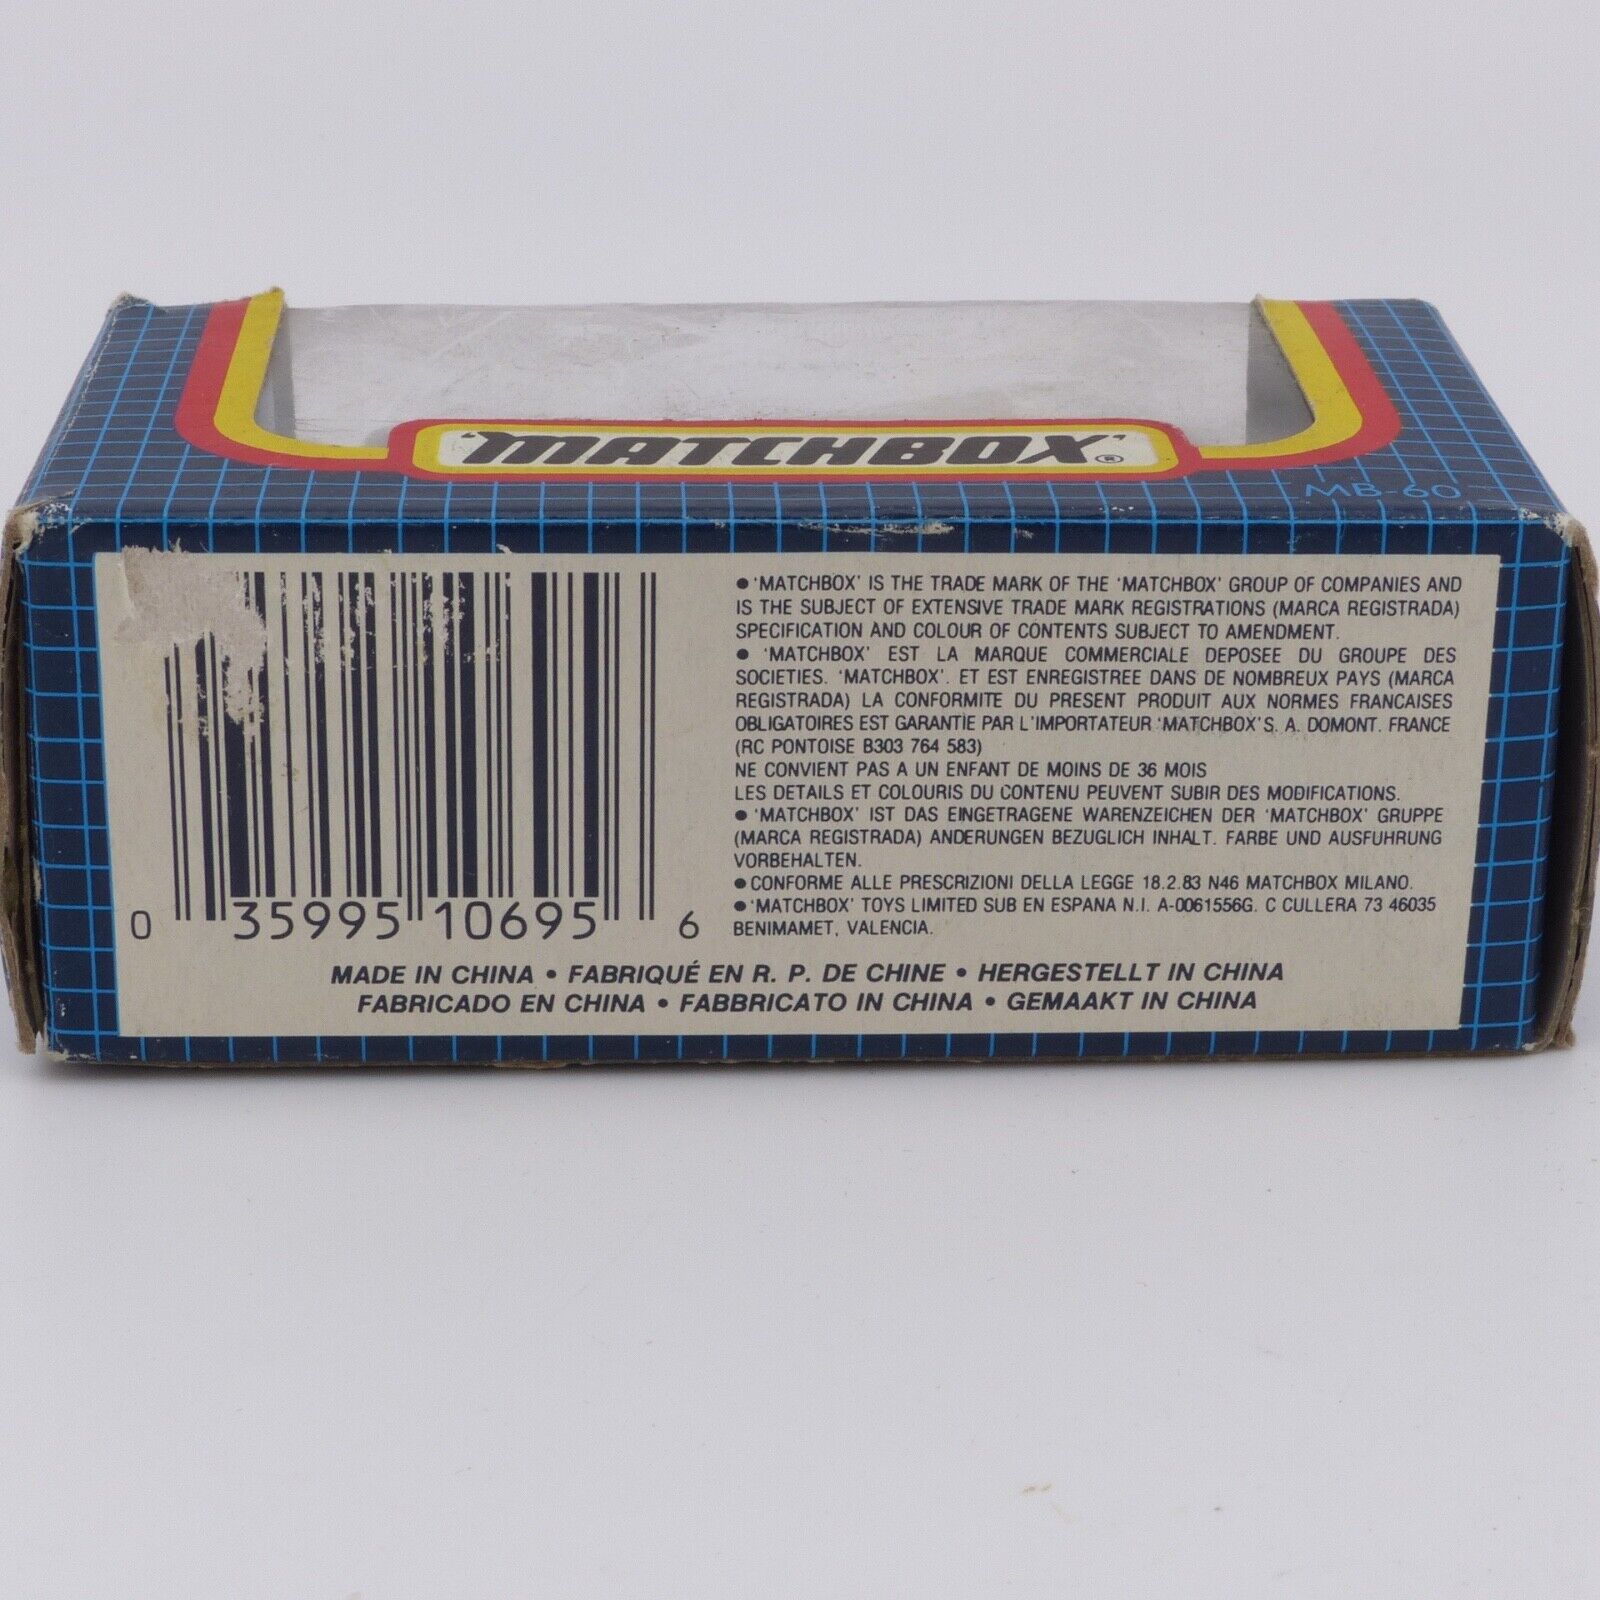 'MATCHBOX'®
MB-60
● 'MATCHBOX' IS THE TRADE MARK OF THE 'MATCHBOX' GROUP OF COMPANIES AND
IS THE SUBJECT OF EXTENSIVE TRADE MARK REGISTRATIONS (MARCA REGISTRADA)
SPECIFICATION AND COLOUR OF CONTENTS SUBJECT TO AMENDMENT.
● 'MATCHBOX' EST LA MARQUE COMMERCIALE DEPOSEE DU GROUPE DES
SOCIETIES. 'MATCHBOX'. ET EST ENREGISTREE DANS DE NOMBREUX PAYS (MARCA
REGISTRADA) LA CONFORMITE DU PRESENT PRODUIT AUX NORMES FRANCAISES
OBLIGATOIRES EST GARANTIE PAR L'IMPORTATEUR 'MATCHBOX'S. A. DOMONT. FRANCE
(RC PONTOISE B303 764 583)
NE CONVIENT PAS A UN ENFANT DE MOINS DE 36 MOIS
LES DETAILS ET COLOURIS DU CONTENU PEUVENT SUBIR DES MODIFICATIONS.
● 'MATCHBOX' IST DAS EINGETRAGENE WARENZEICHEN DER 'MATCHBOX' GRUPPE
(MARCA REGISTRADA) ANDERUNGEN BEZUGLICH INHALT. FARBE UND AUSFUHRUNG
VORBEHALTEN.
● CONFORME ALLE PRESCRIZIONI DELLA LEGGE 18.2.83 N46 MATCHBOX MILANO.
● 'MATCHBOX' TOYS LIMITED SUB EN ESPANA N.I. A-0061556G. C CULLERA 73 46035
BENIMAMET, VALENCIA.
0 35995 10695 6
MADE IN CHINA • FABRIQUÉ EN R. P. DE CHINE • HERGESTELLT IN CHINA
FABRICADO EN CHINA • FABBRICATO IN CHINA • GEMAAKT IN CHINA